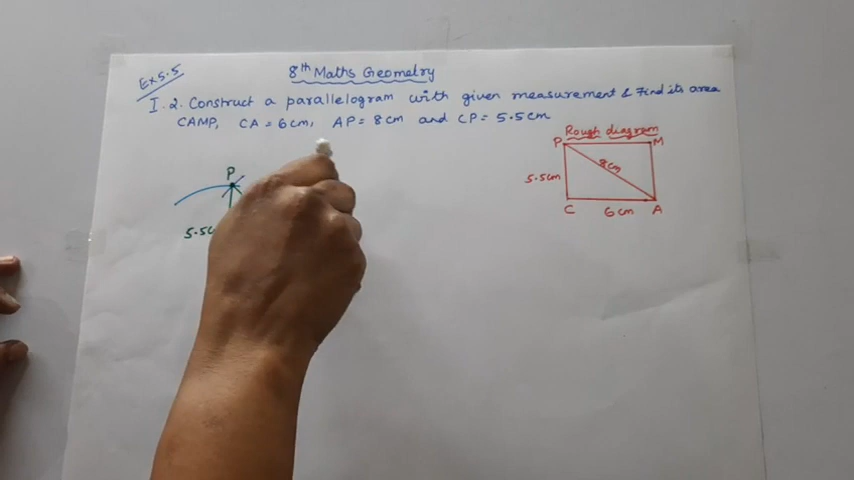 Ex 5.5
8th Maths Geometry
I. 2. Construct a parallelogram with given measurement & Find its area
CAMP, CA = 6cm, AP = 8cm and CP = 5.5cm
Rough diagram
P M
8cm
5.5cm
C 6cm A
P